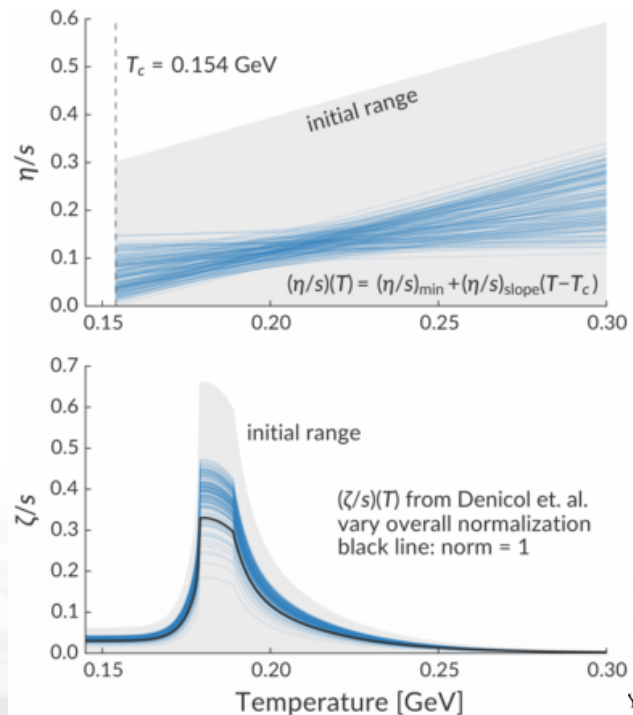 0.6
T_c = 0.154 GeV
0.5
initial range
0.4
η/s
0.3
0.2
0.1
(η/s)(T) = (η/s)_min + (η/s)_slope(T−T_c)
0.0
0.15 0.20 0.25 0.30
0.7
0.6
initial range
0.5
0.4
(ζ/s)(T) from Denicol et. al.
ζ/s
vary overall normalization
0.3
black line: norm = 1
0.2
0.1
0.0
0.15 0.20 0.25 0.30
Temperature [GeV]